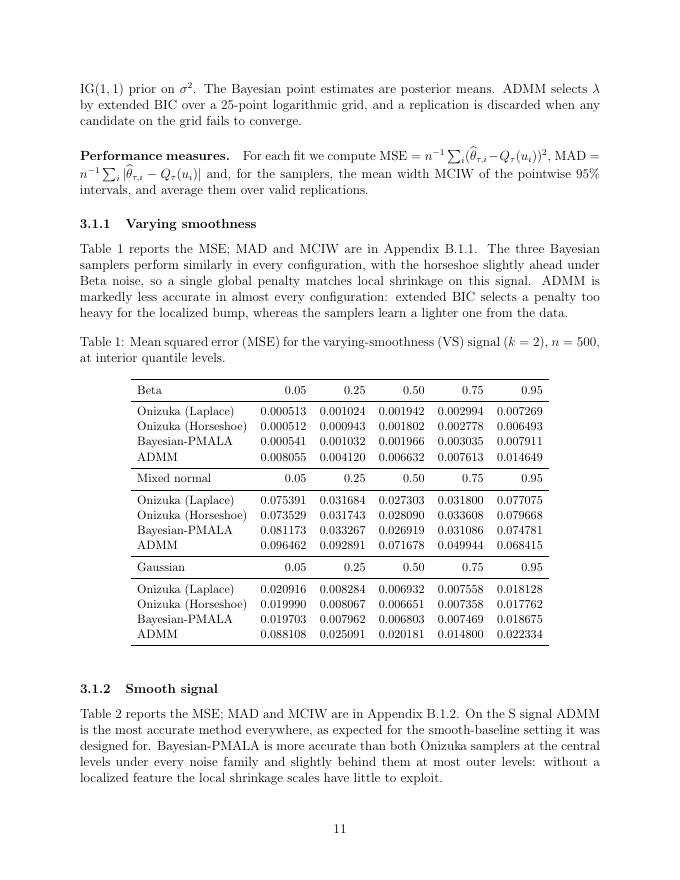 IG(1, 1) prior on σ². The Bayesian point estimates are posterior means. ADMM selects λ
by extended BIC over a 25-point logarithmic grid, and a replication is discarded when any
candidate on the grid fails to converge.
Performance measures. For each fit we compute MSE = n⁻¹ ∑ᵢ(θ̂τ,i−Qτ(uᵢ))², MAD =
n⁻¹ ∑ᵢ |θ̂τ,i − Qτ(uᵢ)| and, for the samplers, the mean width MCIW of the pointwise 95%
intervals, and average them over valid replications.
3.1.1 Varying smoothness
Table 1 reports the MSE; MAD and MCIW are in Appendix B.1.1. The three Bayesian
samplers perform similarly in every configuration, with the horseshoe slightly ahead under
Beta noise, so a single global penalty matches local shrinkage on this signal. ADMM is
markedly less accurate in almost every configuration: extended BIC selects a penalty too
heavy for the localized bump, whereas the samplers learn a lighter one from the data.
Table 1: Mean squared error (MSE) for the varying-smoothness (VS) signal (k = 2), n = 500,
at interior quantile levels.
Beta 0.05 0.25 0.50 0.75 0.95
Onizuka (Laplace) 0.000513 0.001024 0.001942 0.002994 0.007269
Onizuka (Horseshoe) 0.000512 0.000943 0.001802 0.002778 0.006493
Bayesian-PMALA 0.000541 0.001032 0.001966 0.003035 0.007911
ADMM 0.008055 0.004120 0.006632 0.007613 0.014649
Mixed normal 0.05 0.25 0.50 0.75 0.95
Onizuka (Laplace) 0.075391 0.031684 0.027303 0.031800 0.077075
Onizuka (Horseshoe) 0.073529 0.031743 0.028090 0.033608 0.079668
Bayesian-PMALA 0.081173 0.033267 0.026919 0.031086 0.074781
ADMM 0.096462 0.092891 0.071678 0.049944 0.068415
Gaussian 0.05 0.25 0.50 0.75 0.95
Onizuka (Laplace) 0.020916 0.008284 0.006932 0.007558 0.018128
Onizuka (Horseshoe) 0.019990 0.008067 0.006651 0.007358 0.017762
Bayesian-PMALA 0.019703 0.007962 0.006803 0.007469 0.018675
ADMM 0.088108 0.025091 0.020181 0.014800 0.022334
3.1.2 Smooth signal
Table 2 reports the MSE; MAD and MCIW are in Appendix B.1.2. On the S signal ADMM
is the most accurate method everywhere, as expected for the smooth-baseline setting it was
designed for. Bayesian-PMALA is more accurate than both Onizuka samplers at the central
levels under every noise family and slightly behind them at most outer levels: without a
localized feature the local shrinkage scales have little to exploit.
11